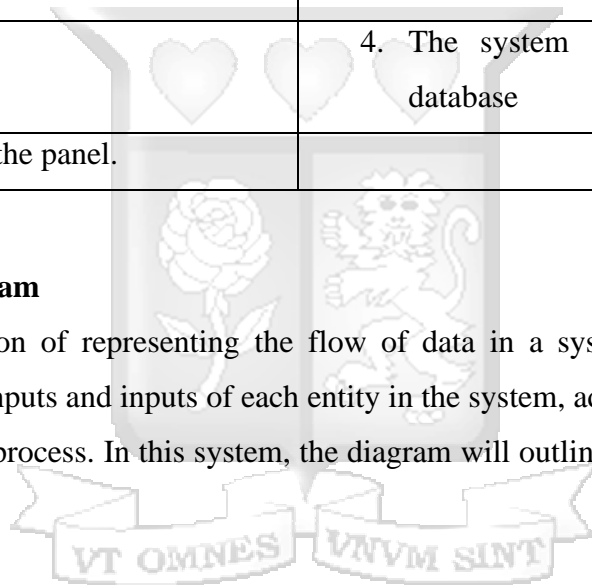 4. The system
database
the panel.
am
on of representing the flow of data in a sys
nputs and inputs of each entity in the system, a
process. In this system, the diagram will outlin
VT OMNES VNVM SINT